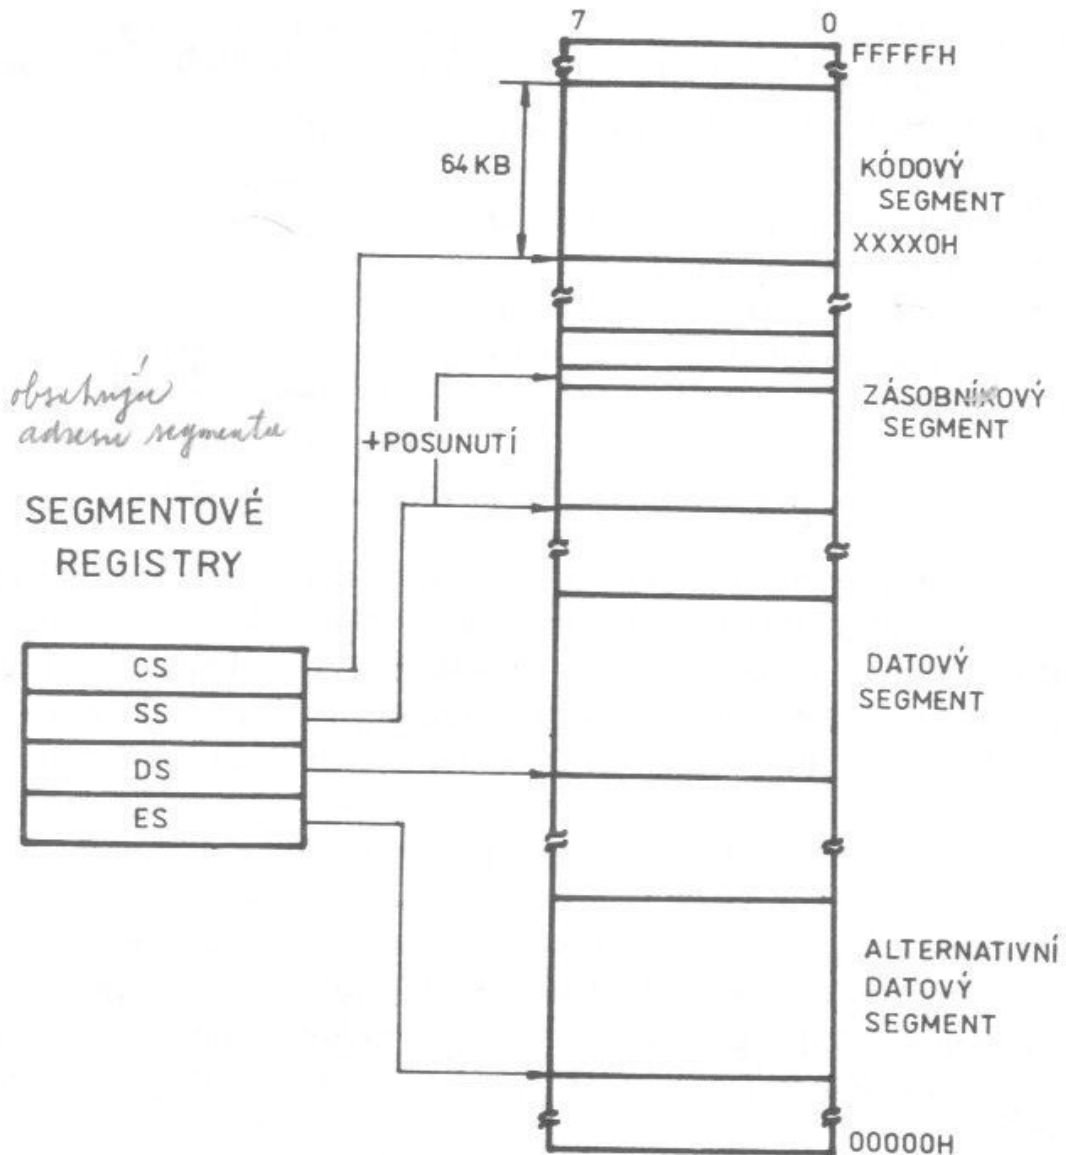 7 0
FFFFFH
64 KB
KÓDOVÝ
SEGMENT
XXXX0H
obsahující
adresu segmentu
+POSUNUTÍ
ZÁSOBNÍKOVÝ
SEGMENT
SEGMENTOVÉ
REGISTRY
CS
SS
DS
ES
DATOVÝ
SEGMENT
ALTERNATIVNÍ
DATOVÝ
SEGMENT
00000H